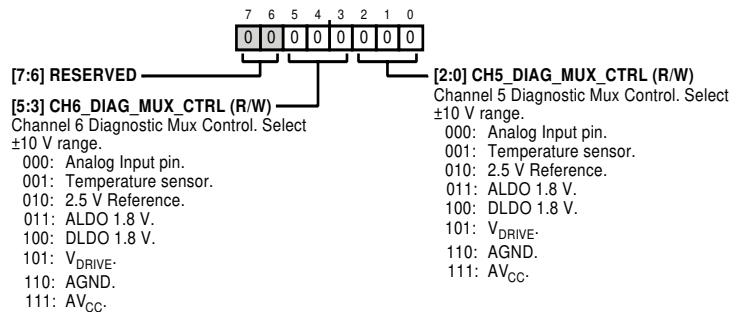 7 6 5 4 3 2 1 0
0 0 0 0 0 0 0 0
[7:6] RESERVED
[5:3] CH6_DIAG_MUX_CTRL (R/W)
Channel 6 Diagnostic Mux Control. Select
±10 V range.
000: Analog Input pin.
001: Temperature sensor.
010: 2.5 V Reference.
011: ALDO 1.8 V.
100: DLDO 1.8 V.
101: VDRIVE.
110: AGND.
111: AVCC.
[2:0] CH5_DIAG_MUX_CTRL (R/W)
Channel 5 Diagnostic Mux Control. Select
±10 V range.
000: Analog Input pin.
001: Temperature sensor.
010: 2.5 V Reference.
011: ALDO 1.8 V.
100: DLDO 1.8 V.
101: VDRIVE.
110: AGND.
111: AVCC.